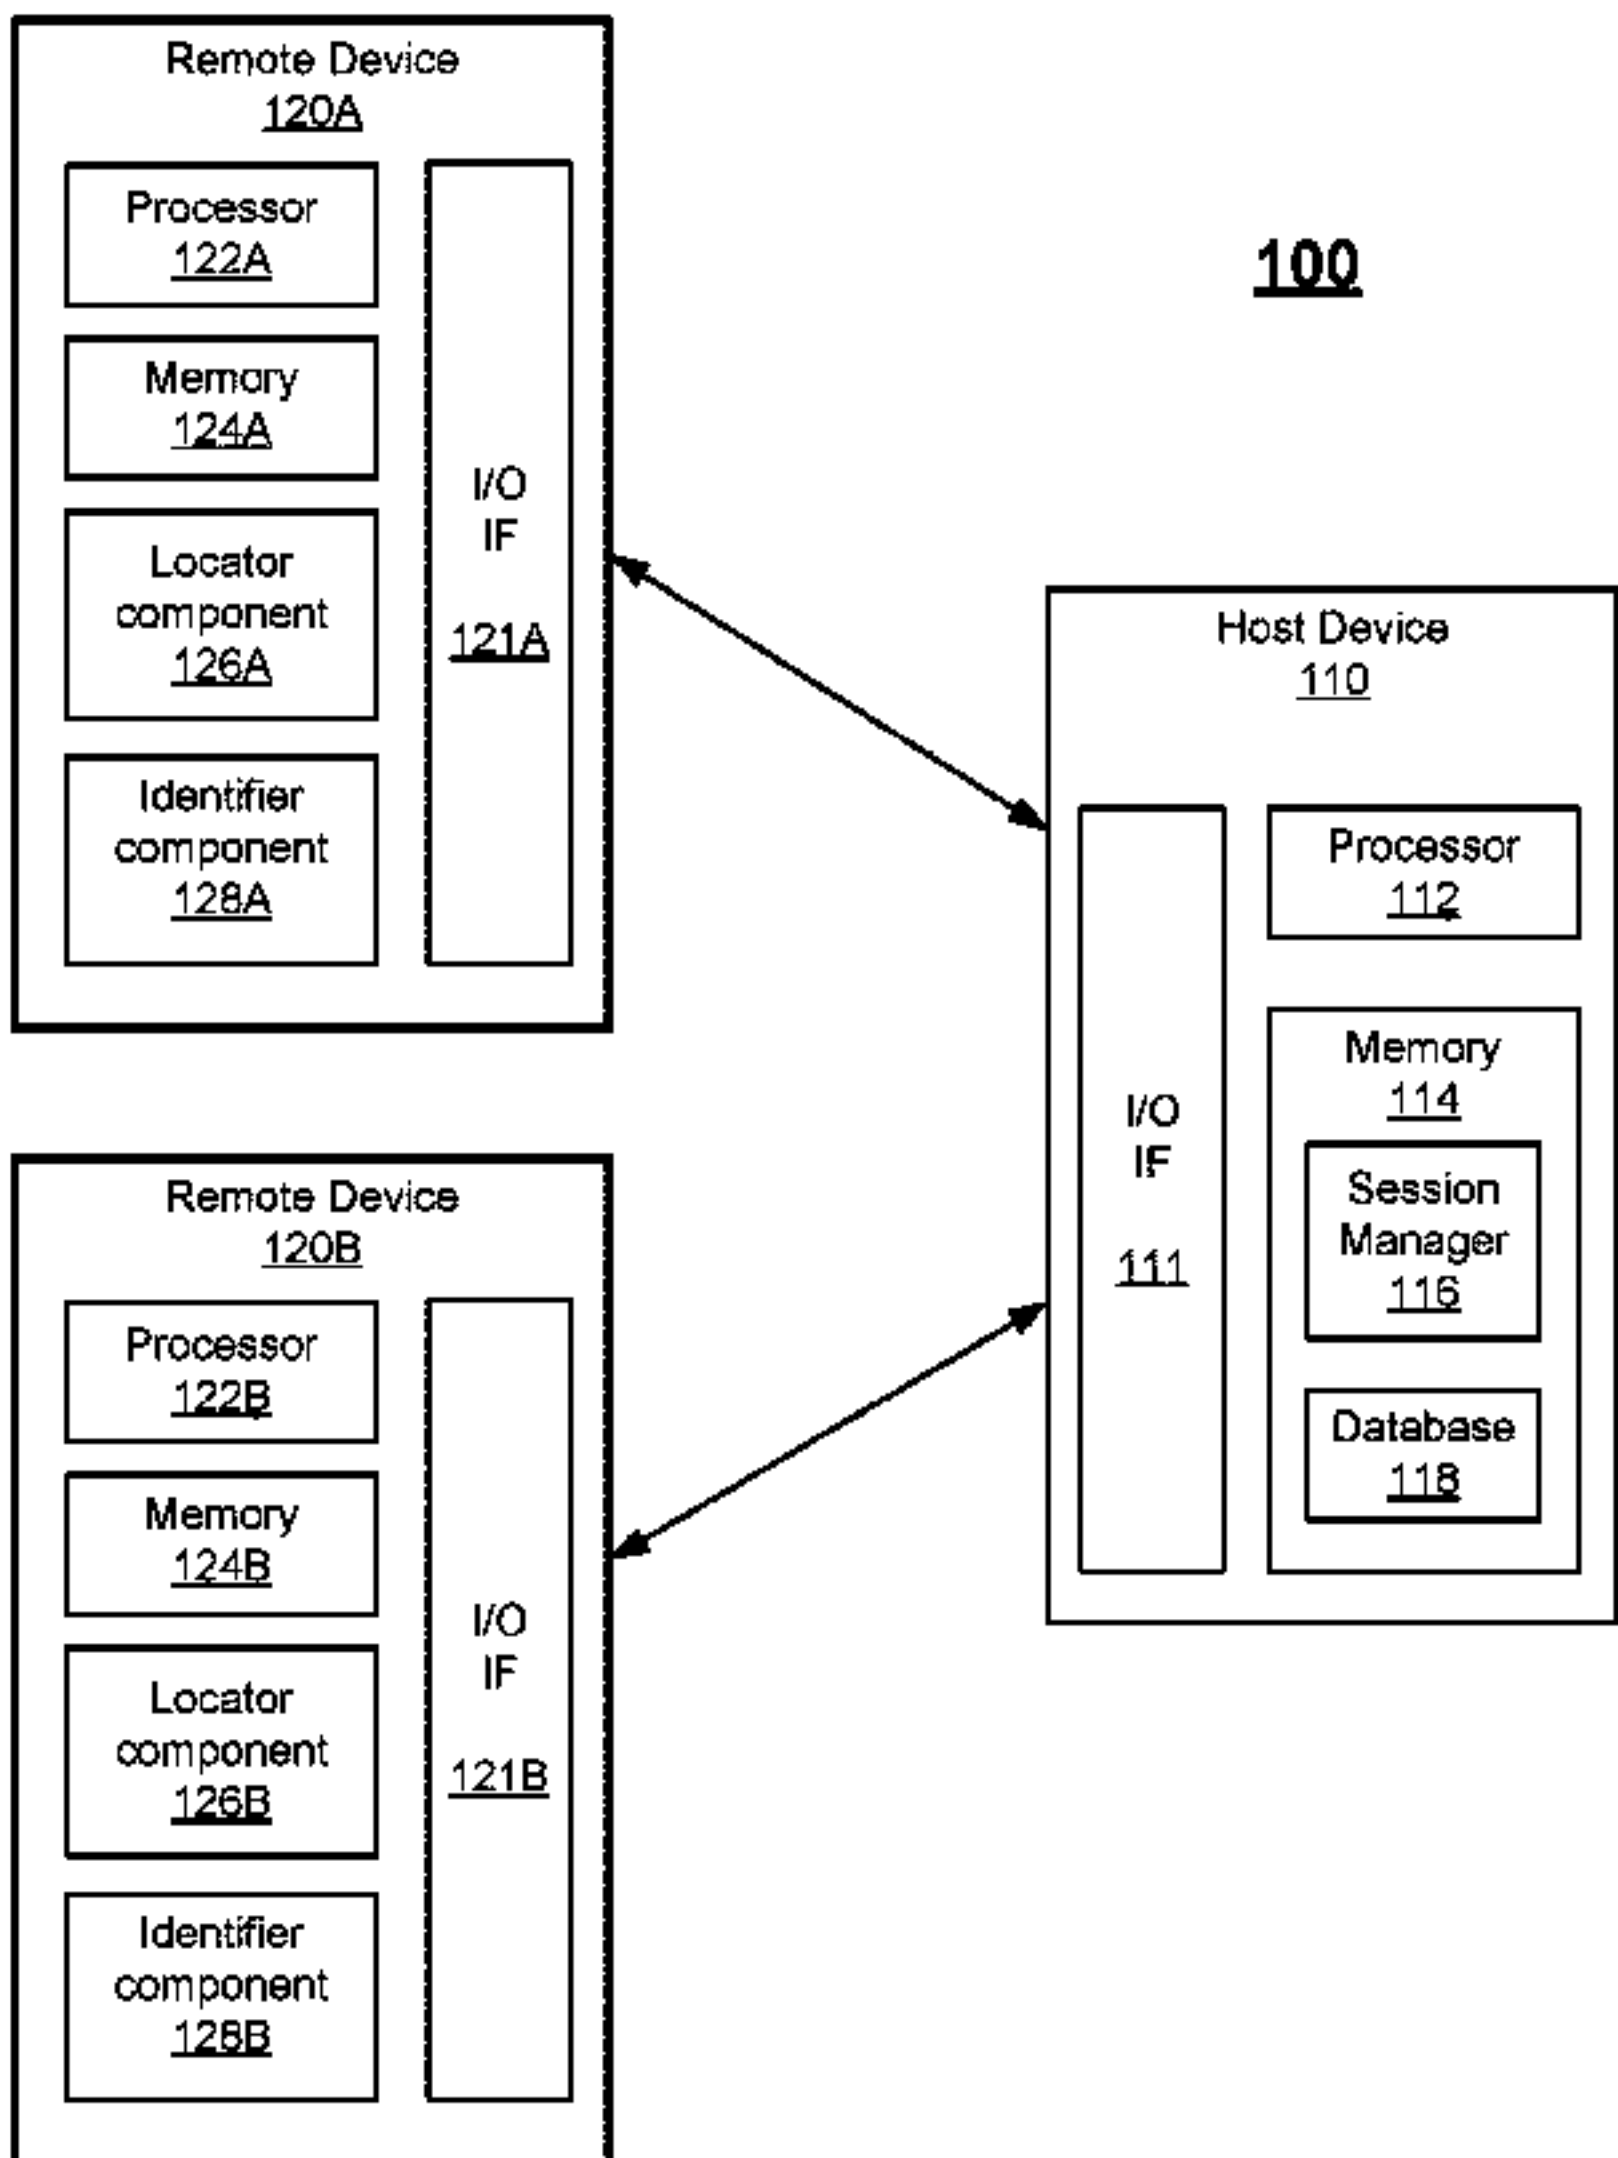 Remote Device
120A
Processor
122A
Memory
124A
Locator
component
126A
Identifier
component
128A
I/O
IF
121A
100
Host Device
110
I/O
IF
111
Processor
112
Memory
114
Session
Manager
116
Database
118
Remote Device
120B
Processor
122B
Memory
124B
Locator
component
126B
Identifier
component
128B
I/O
IF
121B